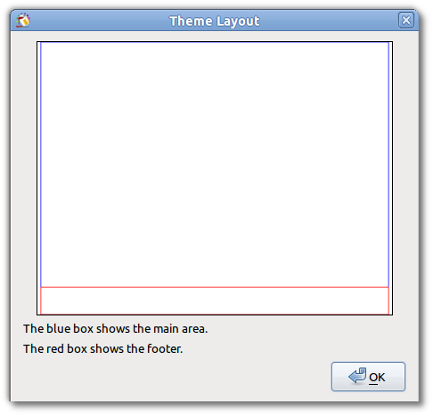 Theme Layout
The blue box shows the main area.
The red box shows the footer.
OK